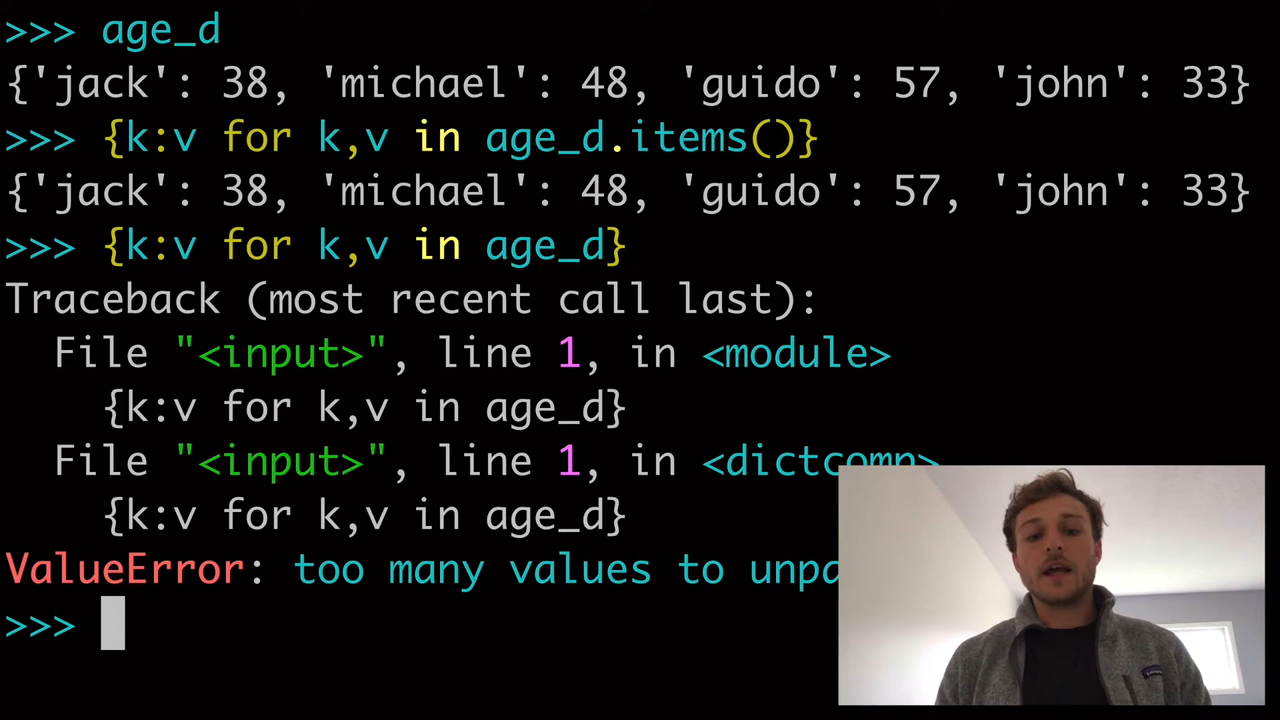 >>> age_d
{'jack': 38, 'michael': 48, 'guido': 57, 'john': 33}
>>> {k:v for k,v in age_d.items()}
{'jack': 38, 'michael': 48, 'guido': 57, 'john': 33}
>>> {k:v for k,v in age_d}
Traceback (most recent call last):
  File "<input>", line 1, in <module>
    {k:v for k,v in age_d}
  File "<input>", line 1, in <dictcomp>
    {k:v for k,v in age_d}
ValueError: too many values to
>>>